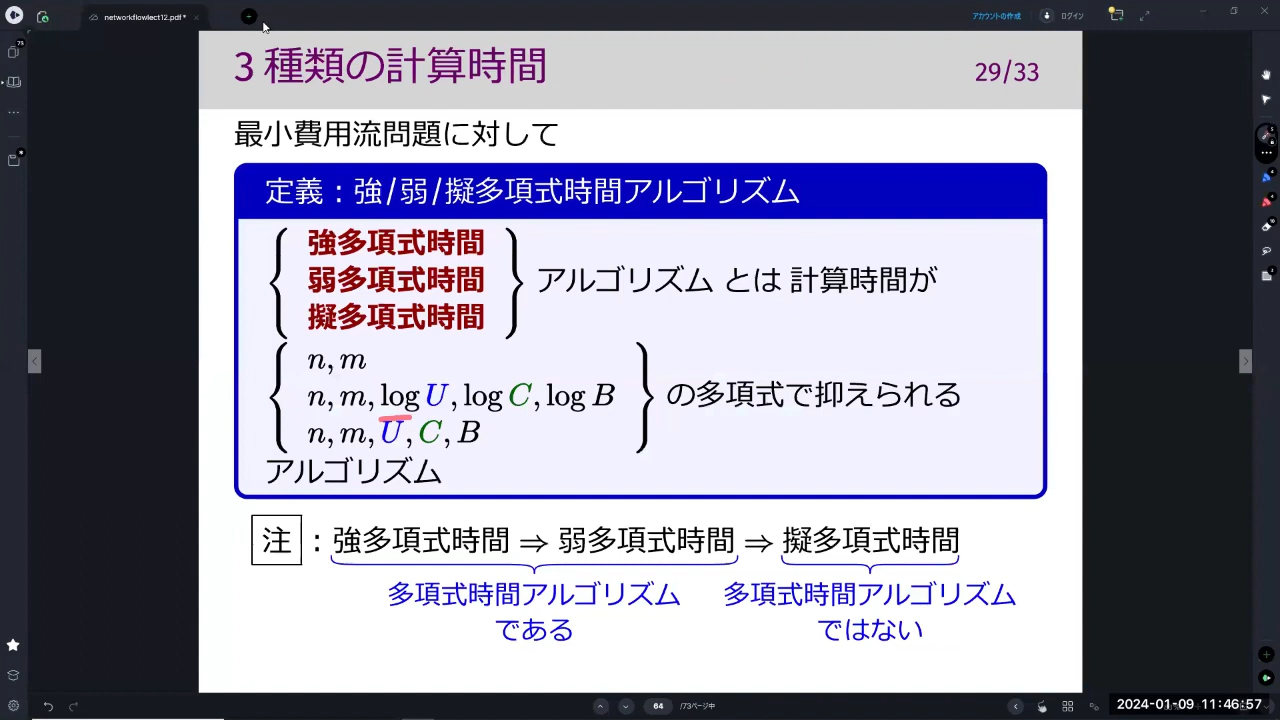 networkflowlect12.pdf*
アカウントの作成
ログイン
3 種類の計算時間
29/33
最小費用流問題に対して
定義：強/弱/擬多項式時間アルゴリズム
強多項式時間
弱多項式時間
擬多項式時間
アルゴリズム とは 計算時間が
n, m
n, m, log U, log C, log B
n, m, U, C, B
の多項式で抑えられる
アルゴリズム
注：強多項式時間 ⇒ 弱多項式時間 ⇒ 擬多項式時間
多項式時間アルゴリズム
である
多項式時間アルゴリズム
ではない
64
/73ページ中
2024-01-09 11:46:57